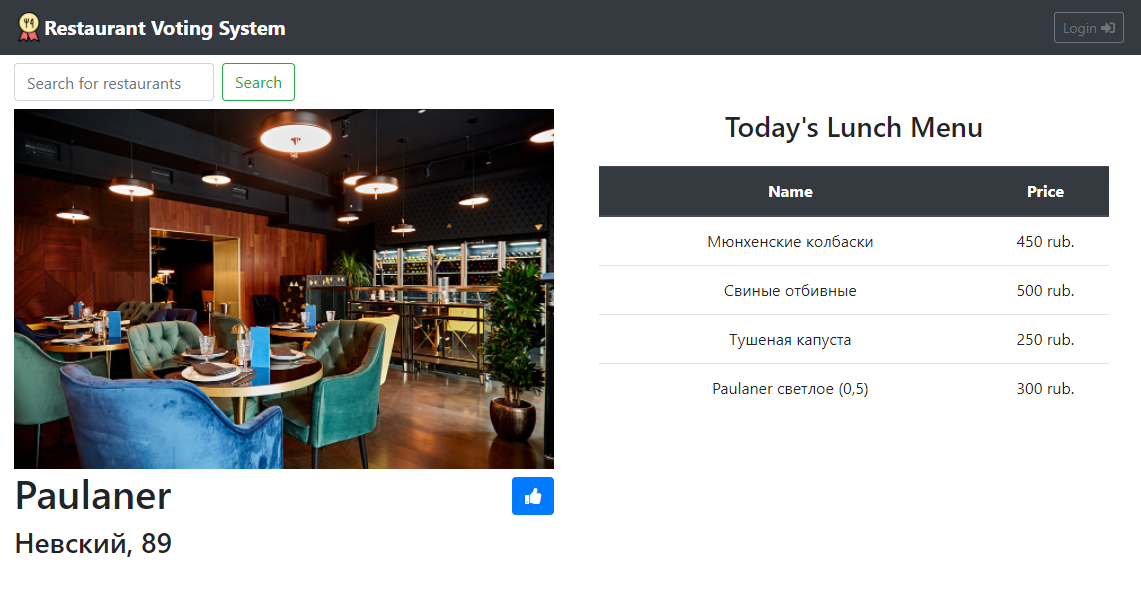 Restaurant Voting System
Login
Search for restaurants
Search
Paulaner
Невский, 89
Today's Lunch Menu
Name Price
Мюнхенские колбаски 450 rub.
Свиные отбивные 500 rub.
Тушеная капуста 250 rub.
Paulaner светлое (0,5) 300 rub.